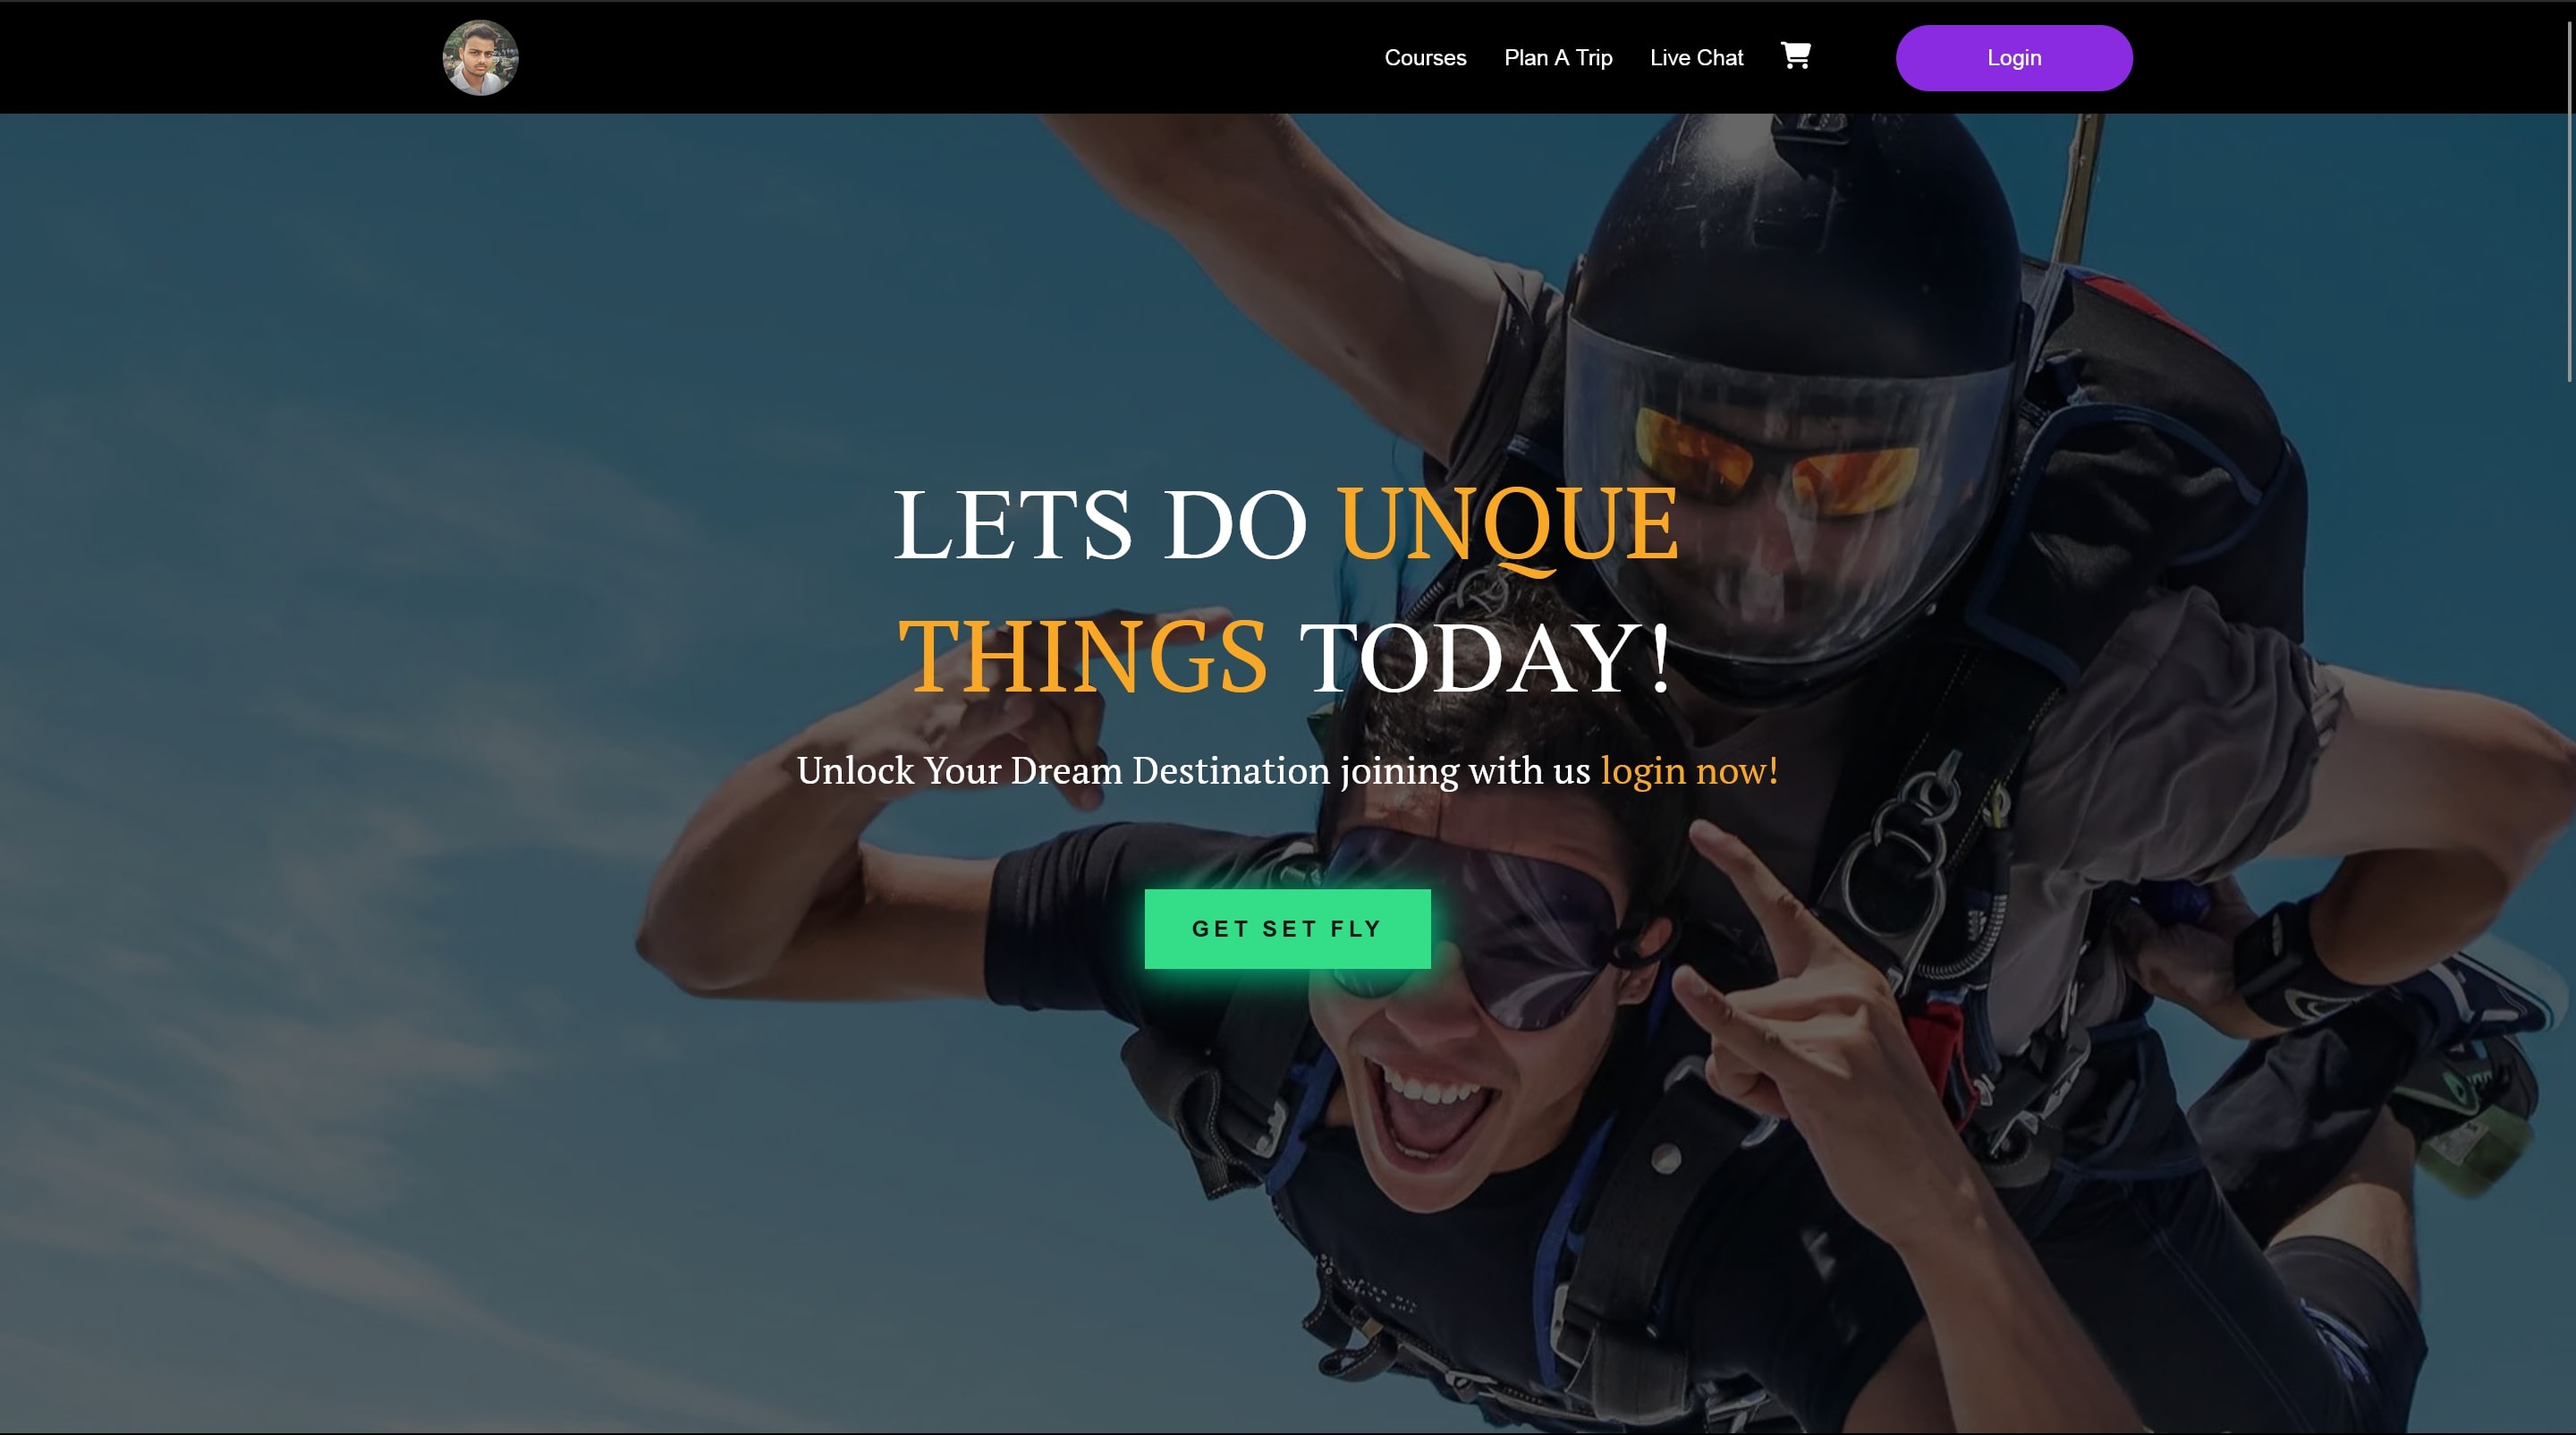 Courses Plan A Trip Live Chat Login
LETS DO UNQUE
THINGS TODAY!
Unlock Your Dream Destination joining with us login now!
GET SET FLY